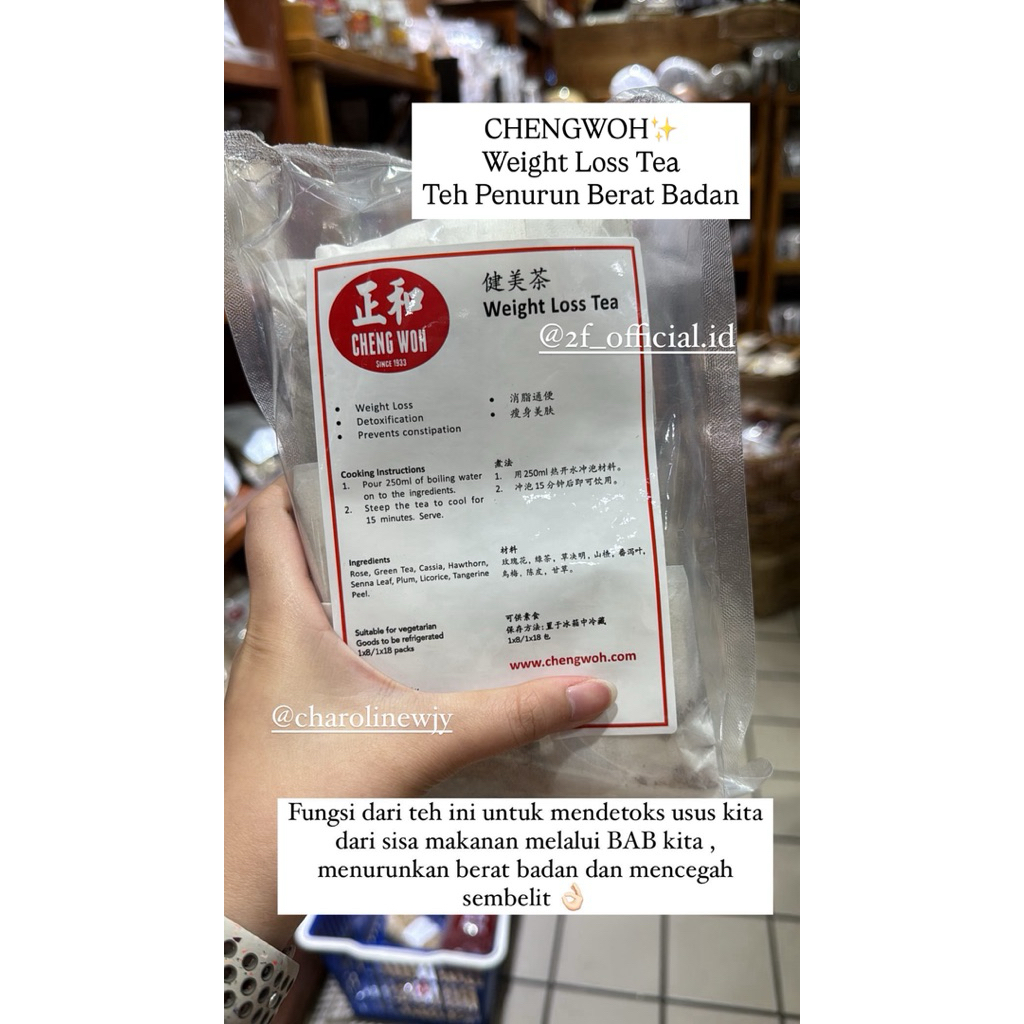 CHENGWOH✨
Weight Loss Tea
Teh Penurun Berat Badan
正和
CHENG WOH
SINCE 1933
健美茶
Weight Loss Tea
@2f_official.id
• Weight Loss
• Detoxification
• Prevents constipation
• 消脂通便
• 瘦身美肤
Cooking Instructions
1. Pour 250ml of boiling water
on to the ingredients.
2. Steep the tea to cool for
15 minutes. Serve.
煮法
1. 用250ml热开水冲泡材料。
2. 冲泡15分钟后即可饮用。
Ingredients
Rose, Green Tea, Cassia, Hawthorn,
Senna Leaf, Plum, Licorice, Tangerine
Peel.
材料
玫瑰花, 绿茶, 草决明, 山楂, 番泻叶,
乌梅, 陈皮, 甘草。
Suitable for vegetarian
Goods to be refrigerated
1x8/1x18 packs
可供素食
保存方法: 置于冰箱中冷藏
1x8/1x18 包
www.chengwoh.com
@charolinewjy
Fungsi dari teh ini untuk mendetoks usus kita
dari sisa makanan melalui BAB kita ,
menurunkan berat badan dan mencegah
sembelit 👌🏻